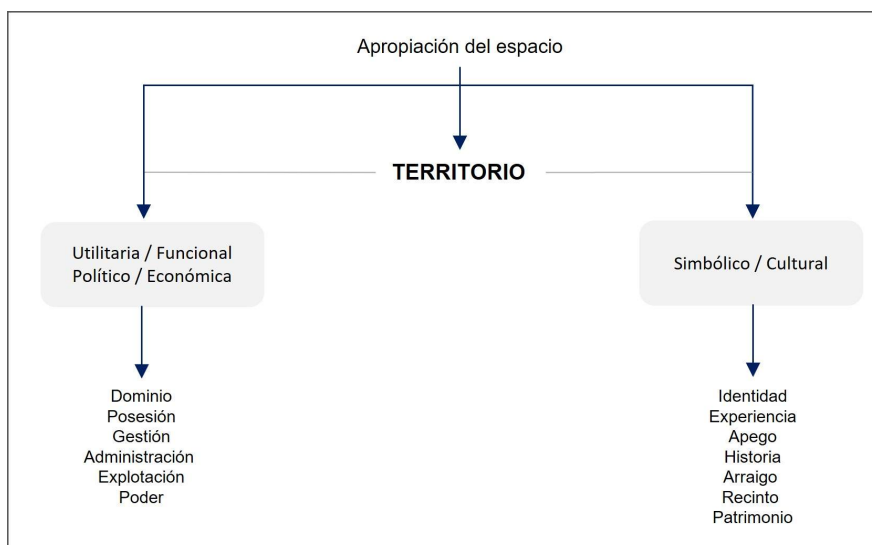 Apropiación del espacio
TERRITORIO
Utilitaria / Funcional
Político / Económica
Simbólico / Cultural
Dominio
Posesión
Gestión
Administración
Explotación
Poder
Identidad
Experiencia
Apego
Historia
Arraigo
Recinto
Patrimonio